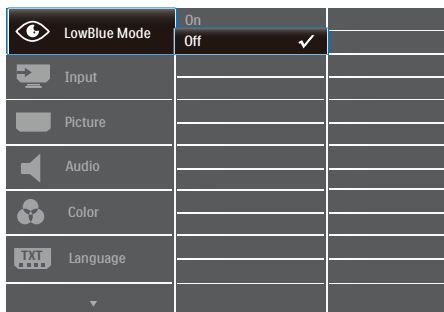 LowBlue Mode
On
Off
Input
Picture
Audio
Color
TXT
Language